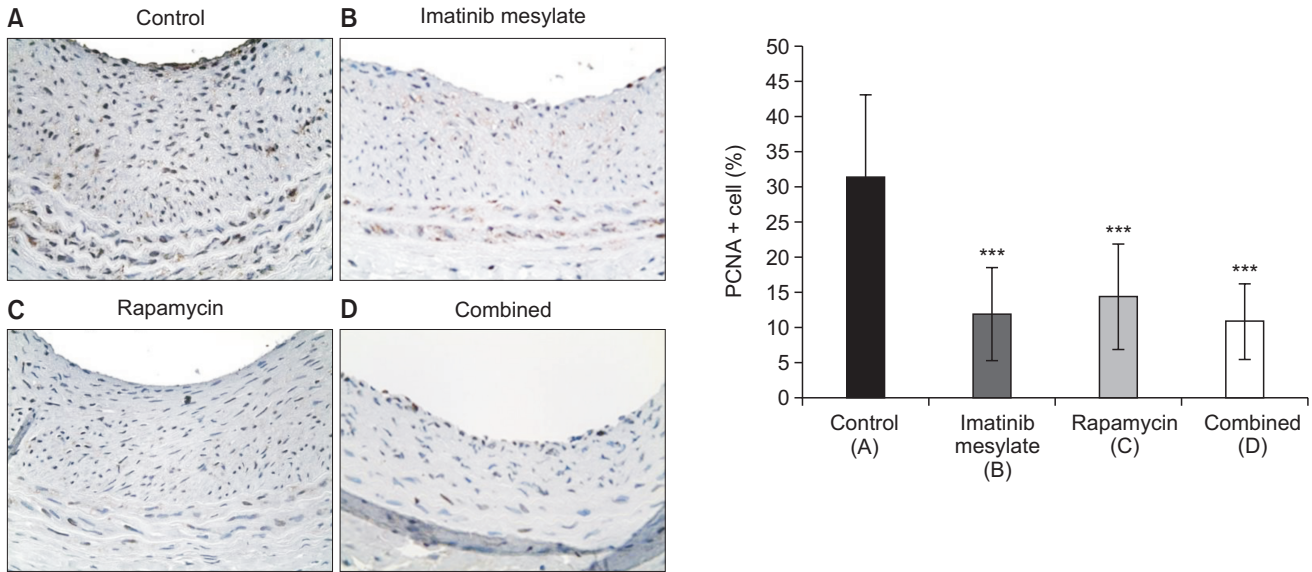 A Control
B Imatinib mesylate
C Rapamycin
D Combined
PCNA + cell (%)
50
45
40
35
30
25
20
15
10
5
0
***
***
***
Control
(A)
Imatinib
mesylate
(B)
Rapamycin
(C)
Combined
(D)